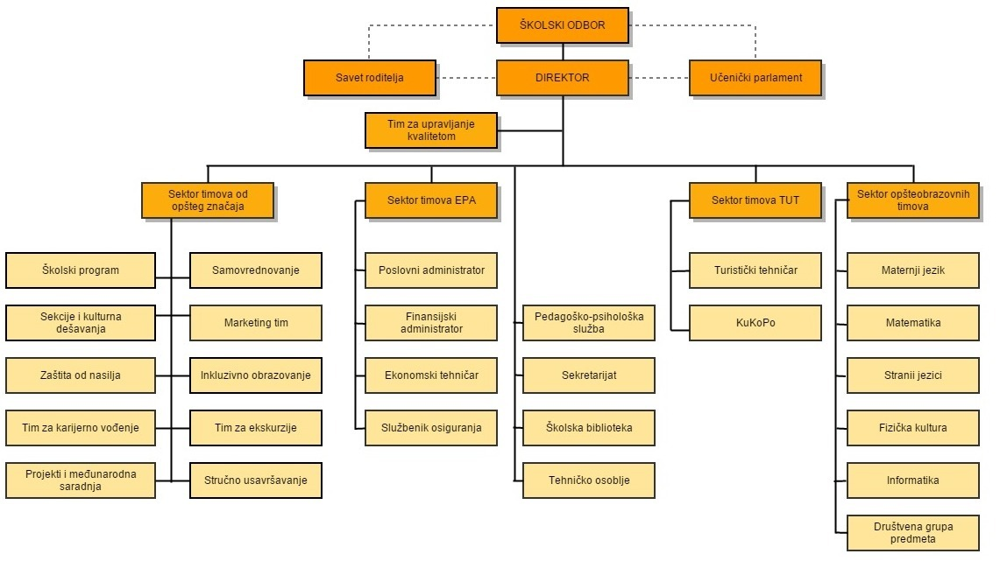 ŠKOLSKI ODBOR
Savet roditelja
DIREKTOR
Učenički parlament
Tim za upravljanje
kvalitetom
Sektor timova od
opšteg značaja
Sektor timova EPA
Sektor timova TUT
Sektor opšteobrazovnih
timova
Školski program
Samovrednovanje
Sekcije i kulturna
dešavanja
Marketing tim
Zaštita od nasilja
Inkluzivno obrazovanje
Tim za karijerno vođenje
Tim za ekskurzije
Projekti i međunarodna
saradnja
Stručno usavršavanje
Poslovni administrator
Finansijski
administrator
Ekonomski tehničar
Službenik osiguranja
Pedagoško-psihološka
služba
Sekretarijat
Školska biblioteka
Tehničko osoblje
Turistički tehničar
KuKoPo
Maternji jezik
Matematika
Stranii jezici
Fizička kultura
Informatika
Društvena grupa
predmeta